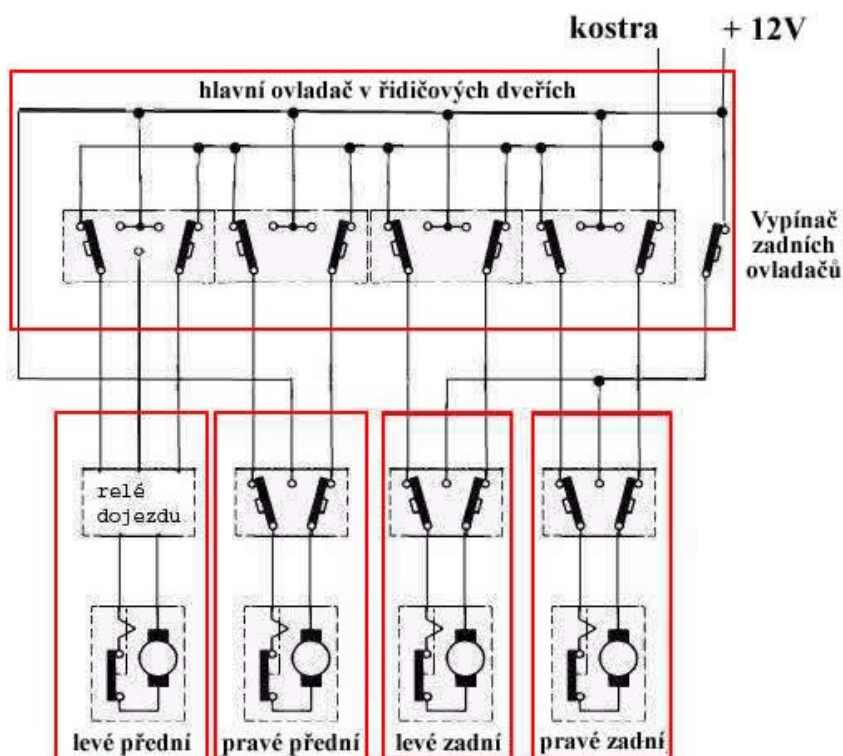 kostra + 12V
hlavní ovladač v řidičových dveřích
Vypínač
zadních
ovladačů
relé
dojezdu
levé přední
pravé přední
levé zadní
pravé zadní